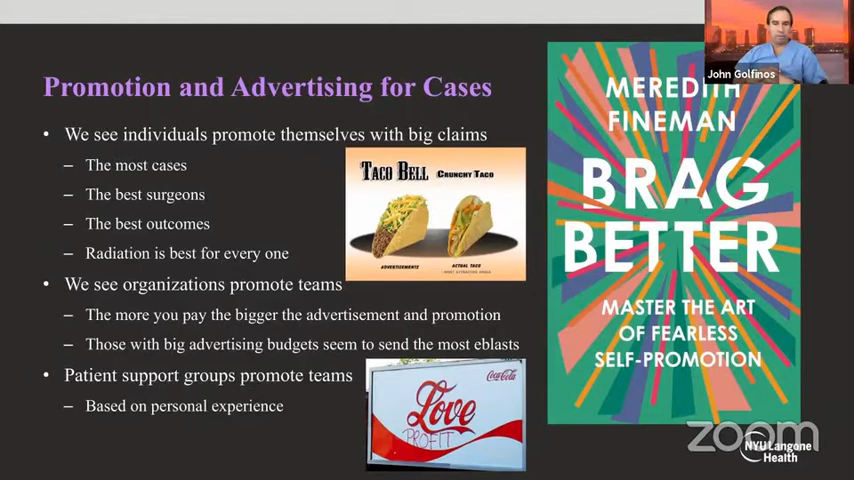 John Golfinos
Promotion and Advertising for Cases
• We see individuals promote themselves with big claims
– The most cases
– The best surgeons
– The best outcomes
– Radiation is best for every one
• We see organizations promote teams
– The more you pay the bigger the advertisement and promotion
– Those with big advertising budgets seem to send the most eblasts
• Patient support groups promote teams
– Based on personal experience
TACO BELL CRUNCHY TACO
ADVERTISEMENTS
ACTUAL TACO
Coca-Cola
Love
PROFIT
MEREDITH
FINEMAN
BRAG
BETTER
MASTER THE ART
OF FEARLESS
SELF-PROMOTION
zoom
NYU Langone
Health